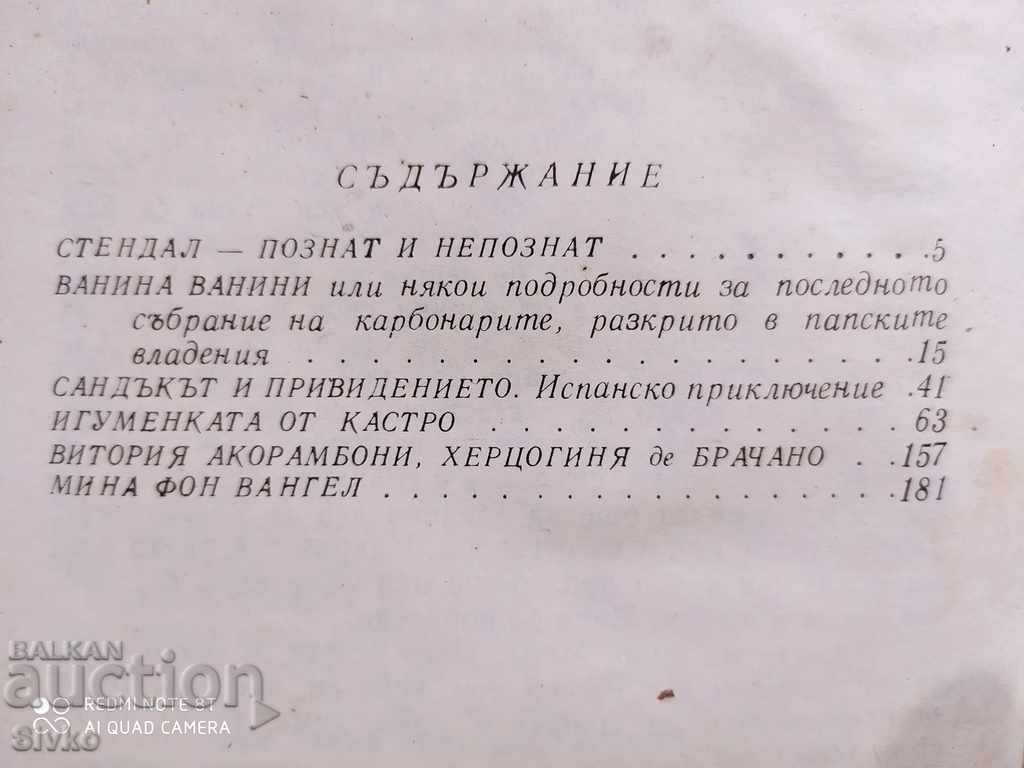 СЪДЪРЖАНИЕ
СТЕНДАЛ — ПОЗНАТ И НЕПОЗНАТ . . . . . . . . . . . 5
ВАНИНА ВАНИНИ или някои подробности за последното
събрание на карбонарите, разкрито в папските
владения . . . . . . . . . . . . . . . . . 15
САНДЪКЪТ И ПРИВИДЕНИЕТО. Испанско приключение . 41
ИГУМЕНКАТА ОТ КАСТРО . . . . . . . . . . . . 63
ВИТОРИЯ АКОРАМБОНИ, ХЕРЦОГИНЯ де БРАЧАНО . . 157
МИНА ФОН ВАНГЕЛ . . . . . . . . . . . . . . . 181
BALKAN
auction
REDMI NOTE 8T
AI QUAD CAMERA
Sivko